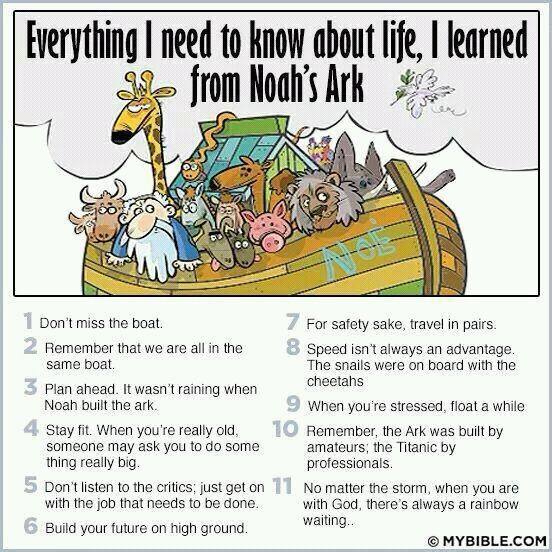 Everything I need to know about life, I learned
from Noah's Ark
Noe's
1 Don't miss the boat.
2 Remember that we are all in the
same boat.
3 Plan ahead. It wasn't raining when
Noah built the ark.
4 Stay fit. When you're really old,
someone may ask you to do some
thing really big.
5 Don't listen to the critics; just get on
with the job that needs to be done.
6 Build your future on high ground.
7 For safety sake, travel in pairs.
8 Speed isn't always an advantage.
The snails were on board with the
cheetahs
9 When you're stressed, float a while
10 Remember, the Ark was built by
amateurs; the Titanic by
professionals.
11 No matter the storm, when you are
with God, there's always a rainbow
waiting..
© MYBIBLE.COM